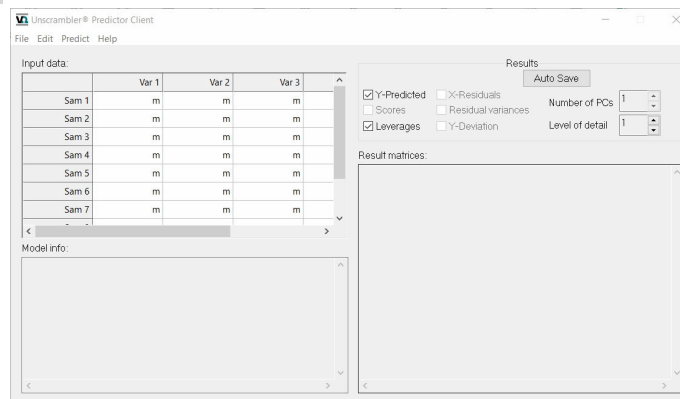 Unscrambler® Predictor Client
File Edit Predict Help
Input data:
Var 1 Var 2 Var 3
Sam 1 m m m
Sam 2 m m m
Sam 3 m m m
Sam 4 m m m
Sam 5 m m m
Sam 6 m m m
Sam 7 m m m
Model info:
Results
Auto Save
Y-Predicted X-Residuals Number of PCs 1
Scores Residual variances
Leverages Y-Deviation Level of detail 1
Result matrices: